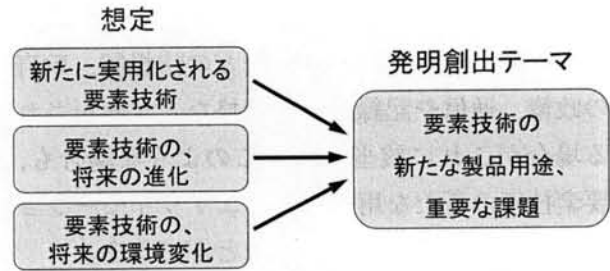 想定
新たに実用化される
要素技術
要素技術の、
将来の進化
要素技術の、
将来の環境変化
発明創出テーマ
要素技術の
新たな製品用途、
重要な課題